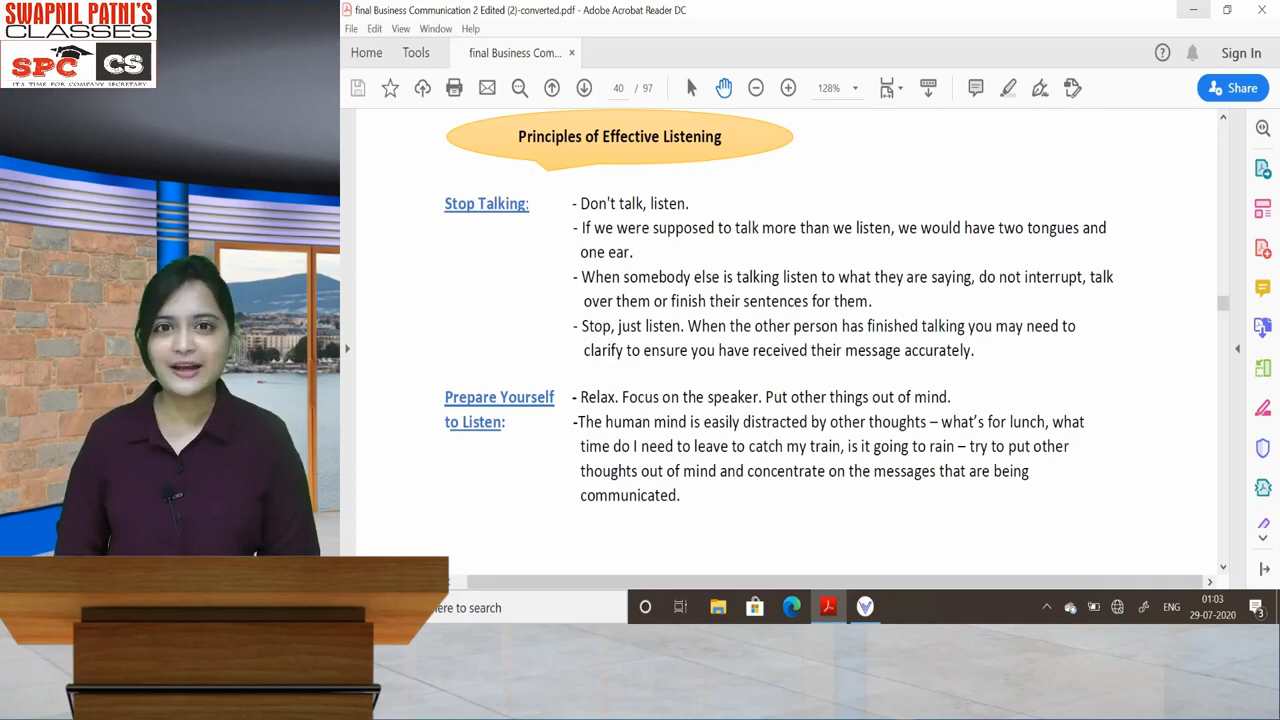 SWAPNIL PATNI'S
CLASSES
SPC CS
IT'S TIME FOR COMPANY SECRETARY
final Business Communication 2 Edited (2)-converted.pdf - Adobe Acrobat Reader DC
File Edit View Window Help
Home Tools final Business Com... × Sign In
40 / 97 128% Share
Principles of Effective Listening
Stop Talking: - Don't talk, listen.
- If we were supposed to talk more than we listen, we would have two tongues and
one ear.
- When somebody else is talking listen to what they are saying, do not interrupt, talk
over them or finish their sentences for them.
- Stop, just listen. When the other person has finished talking you may need to
clarify to ensure you have received their message accurately.
Prepare Yourself - Relax. Focus on the speaker. Put other things out of mind.
to Listen: -The human mind is easily distracted by other thoughts – what's for lunch, what
time do I need to leave to catch my train, is it going to rain – try to put other
thoughts out of mind and concentrate on the messages that are being
communicated.
ere to search
ENG
01:03
29-07-2020
3